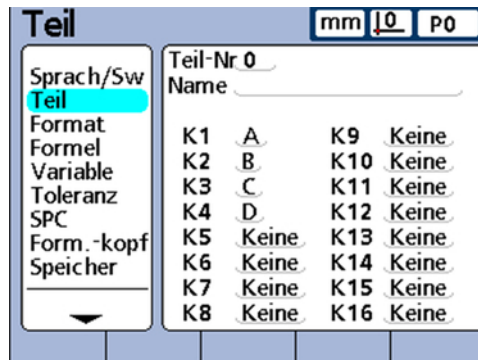 Teil
mm 0 P0
Sprach/Sw
Teil
Format
Formel
Variable
Toleranz
SPC
Form.-kopf
Speicher
Teil-Nr 0
Name
K1 A K9 Keine
K2 B K10 Keine
K3 C K11 Keine
K4 D K12 Keine
K5 Keine K13 Keine
K6 Keine K14 Keine
K7 Keine K15 Keine
K8 Keine K16 Keine